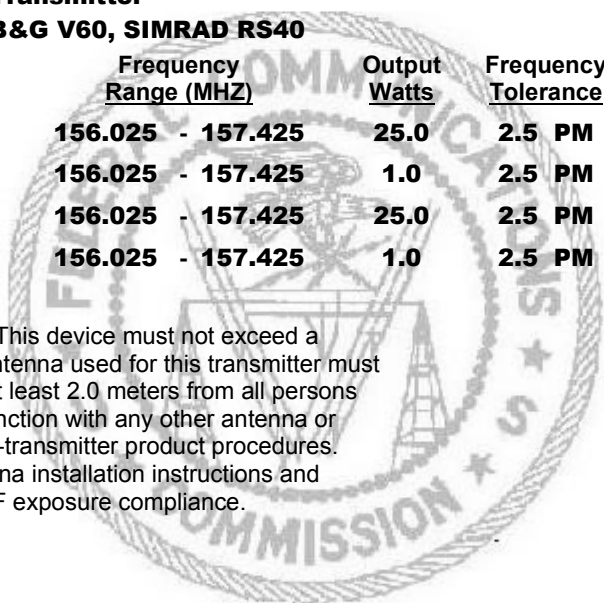 Transmitter
B&G V60, SIMRAD RS40
Frequency Output Frequency
Range (MHZ) Watts Tolerance
156.025 - 157.425 25.0 2.5 PM
156.025 - 157.425 1.0 2.5 PM
156.025 - 157.425 25.0 2.5 PM
156.025 - 157.425 1.0 2.5 PM
This device must not exceed a
antenna used for this transmitter must
least 2.0 meters from all persons
with any other antenna or
-transmitter product procedures.
installation instructions and
exposure compliance.
FEDERAL COMMUNICATIONS COMMISSION